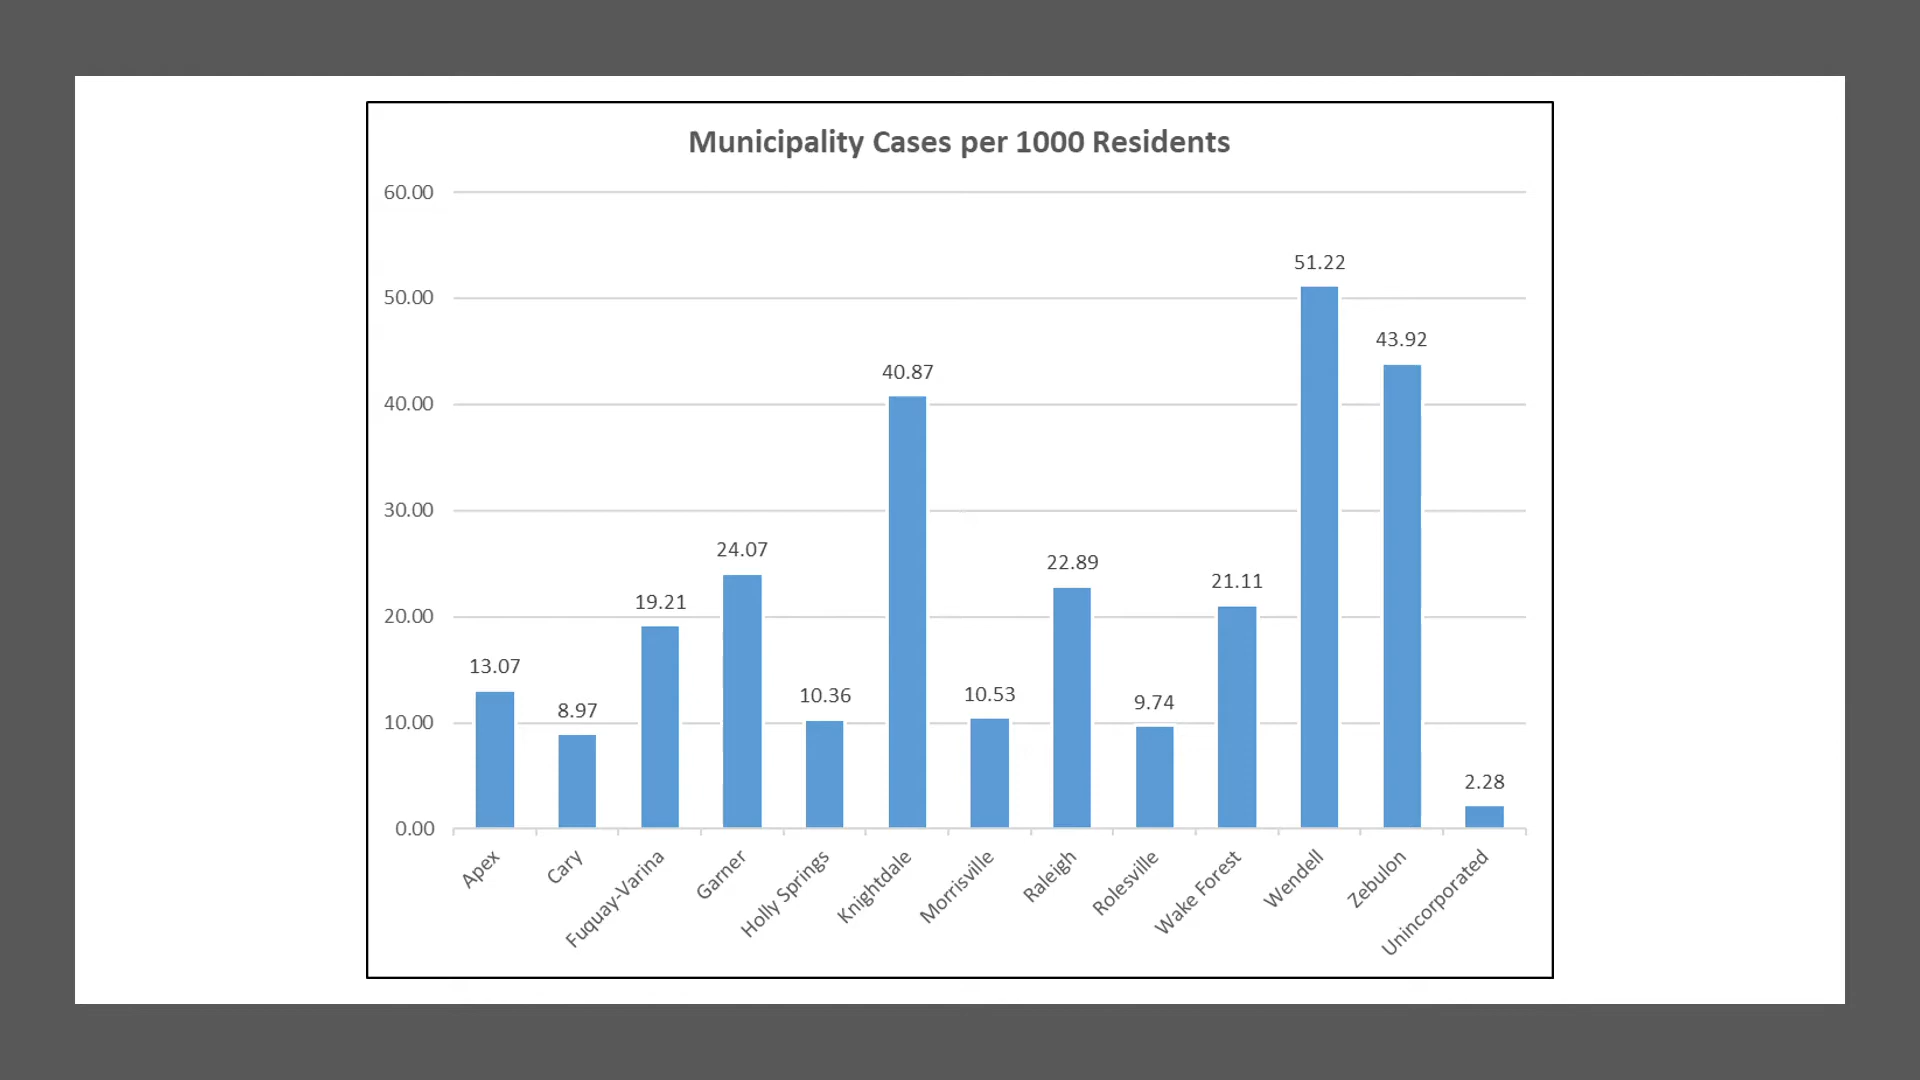 Municipality Cases per 1000 Residents
60.00
50.00
40.00
30.00
20.00
10.00
0.00
13.07
8.97
19.21
24.07
10.36
40.87
10.53
22.89
9.74
21.11
51.22
43.92
2.28
Apex
Cary
Fuquay-Varina
Garner
Holly Springs
Knightdale
Morrisville
Raleigh
Rolesville
Wake Forest
Wendell
Zebulon
Unincorporated